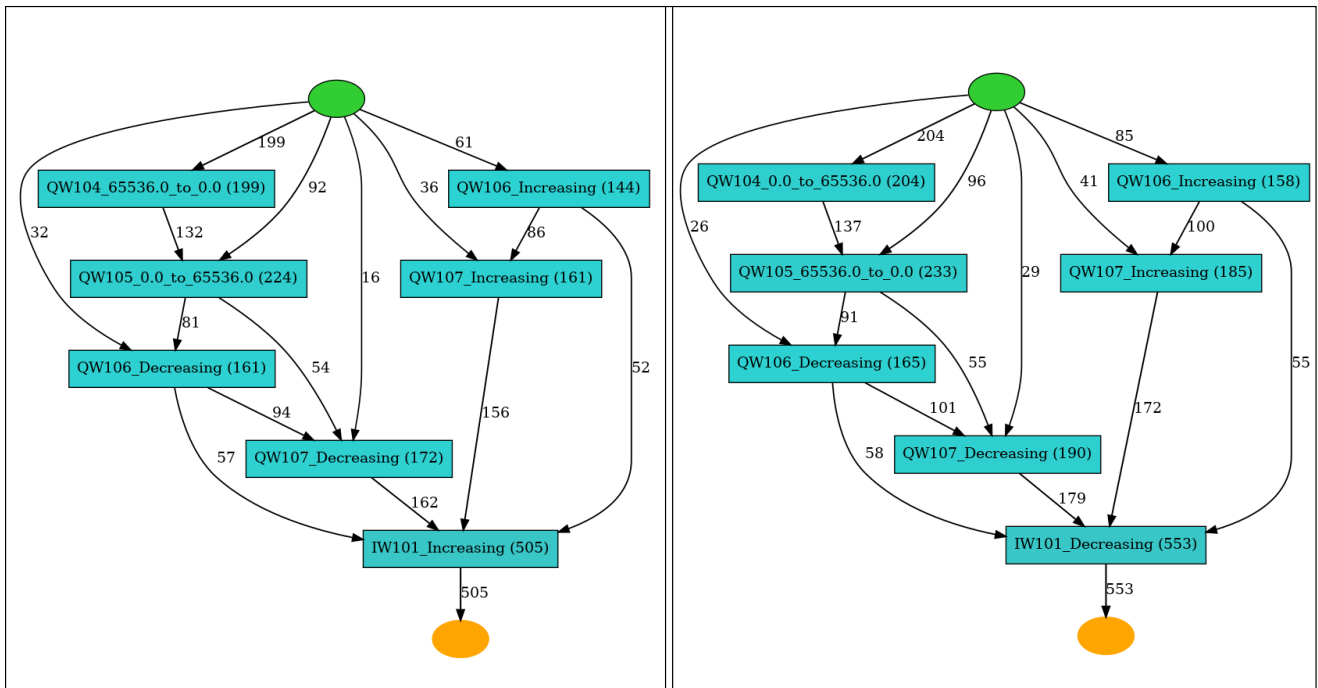 199
61
QW104_65536.0_to_0.0 (199)
92
36
QW106_Increasing (144)
32
132
86
QW105_0.0_to_65536.0 (224)
16
QW107_Increasing (161)
81
54
52
QW106_Decreasing (161)
94
156
57
QW107_Decreasing (172)
162
IW101_Increasing (505)
505
204
85
QW104_0.0_to_65536.0 (204)
96
41
QW106_Increasing (158)
26
137
100
QW105_65536.0_to_0.0 (233)
29
QW107_Increasing (185)
91
55
55
QW106_Decreasing (165)
101
172
58
QW107_Decreasing (190)
179
IW101_Decreasing (553)
553